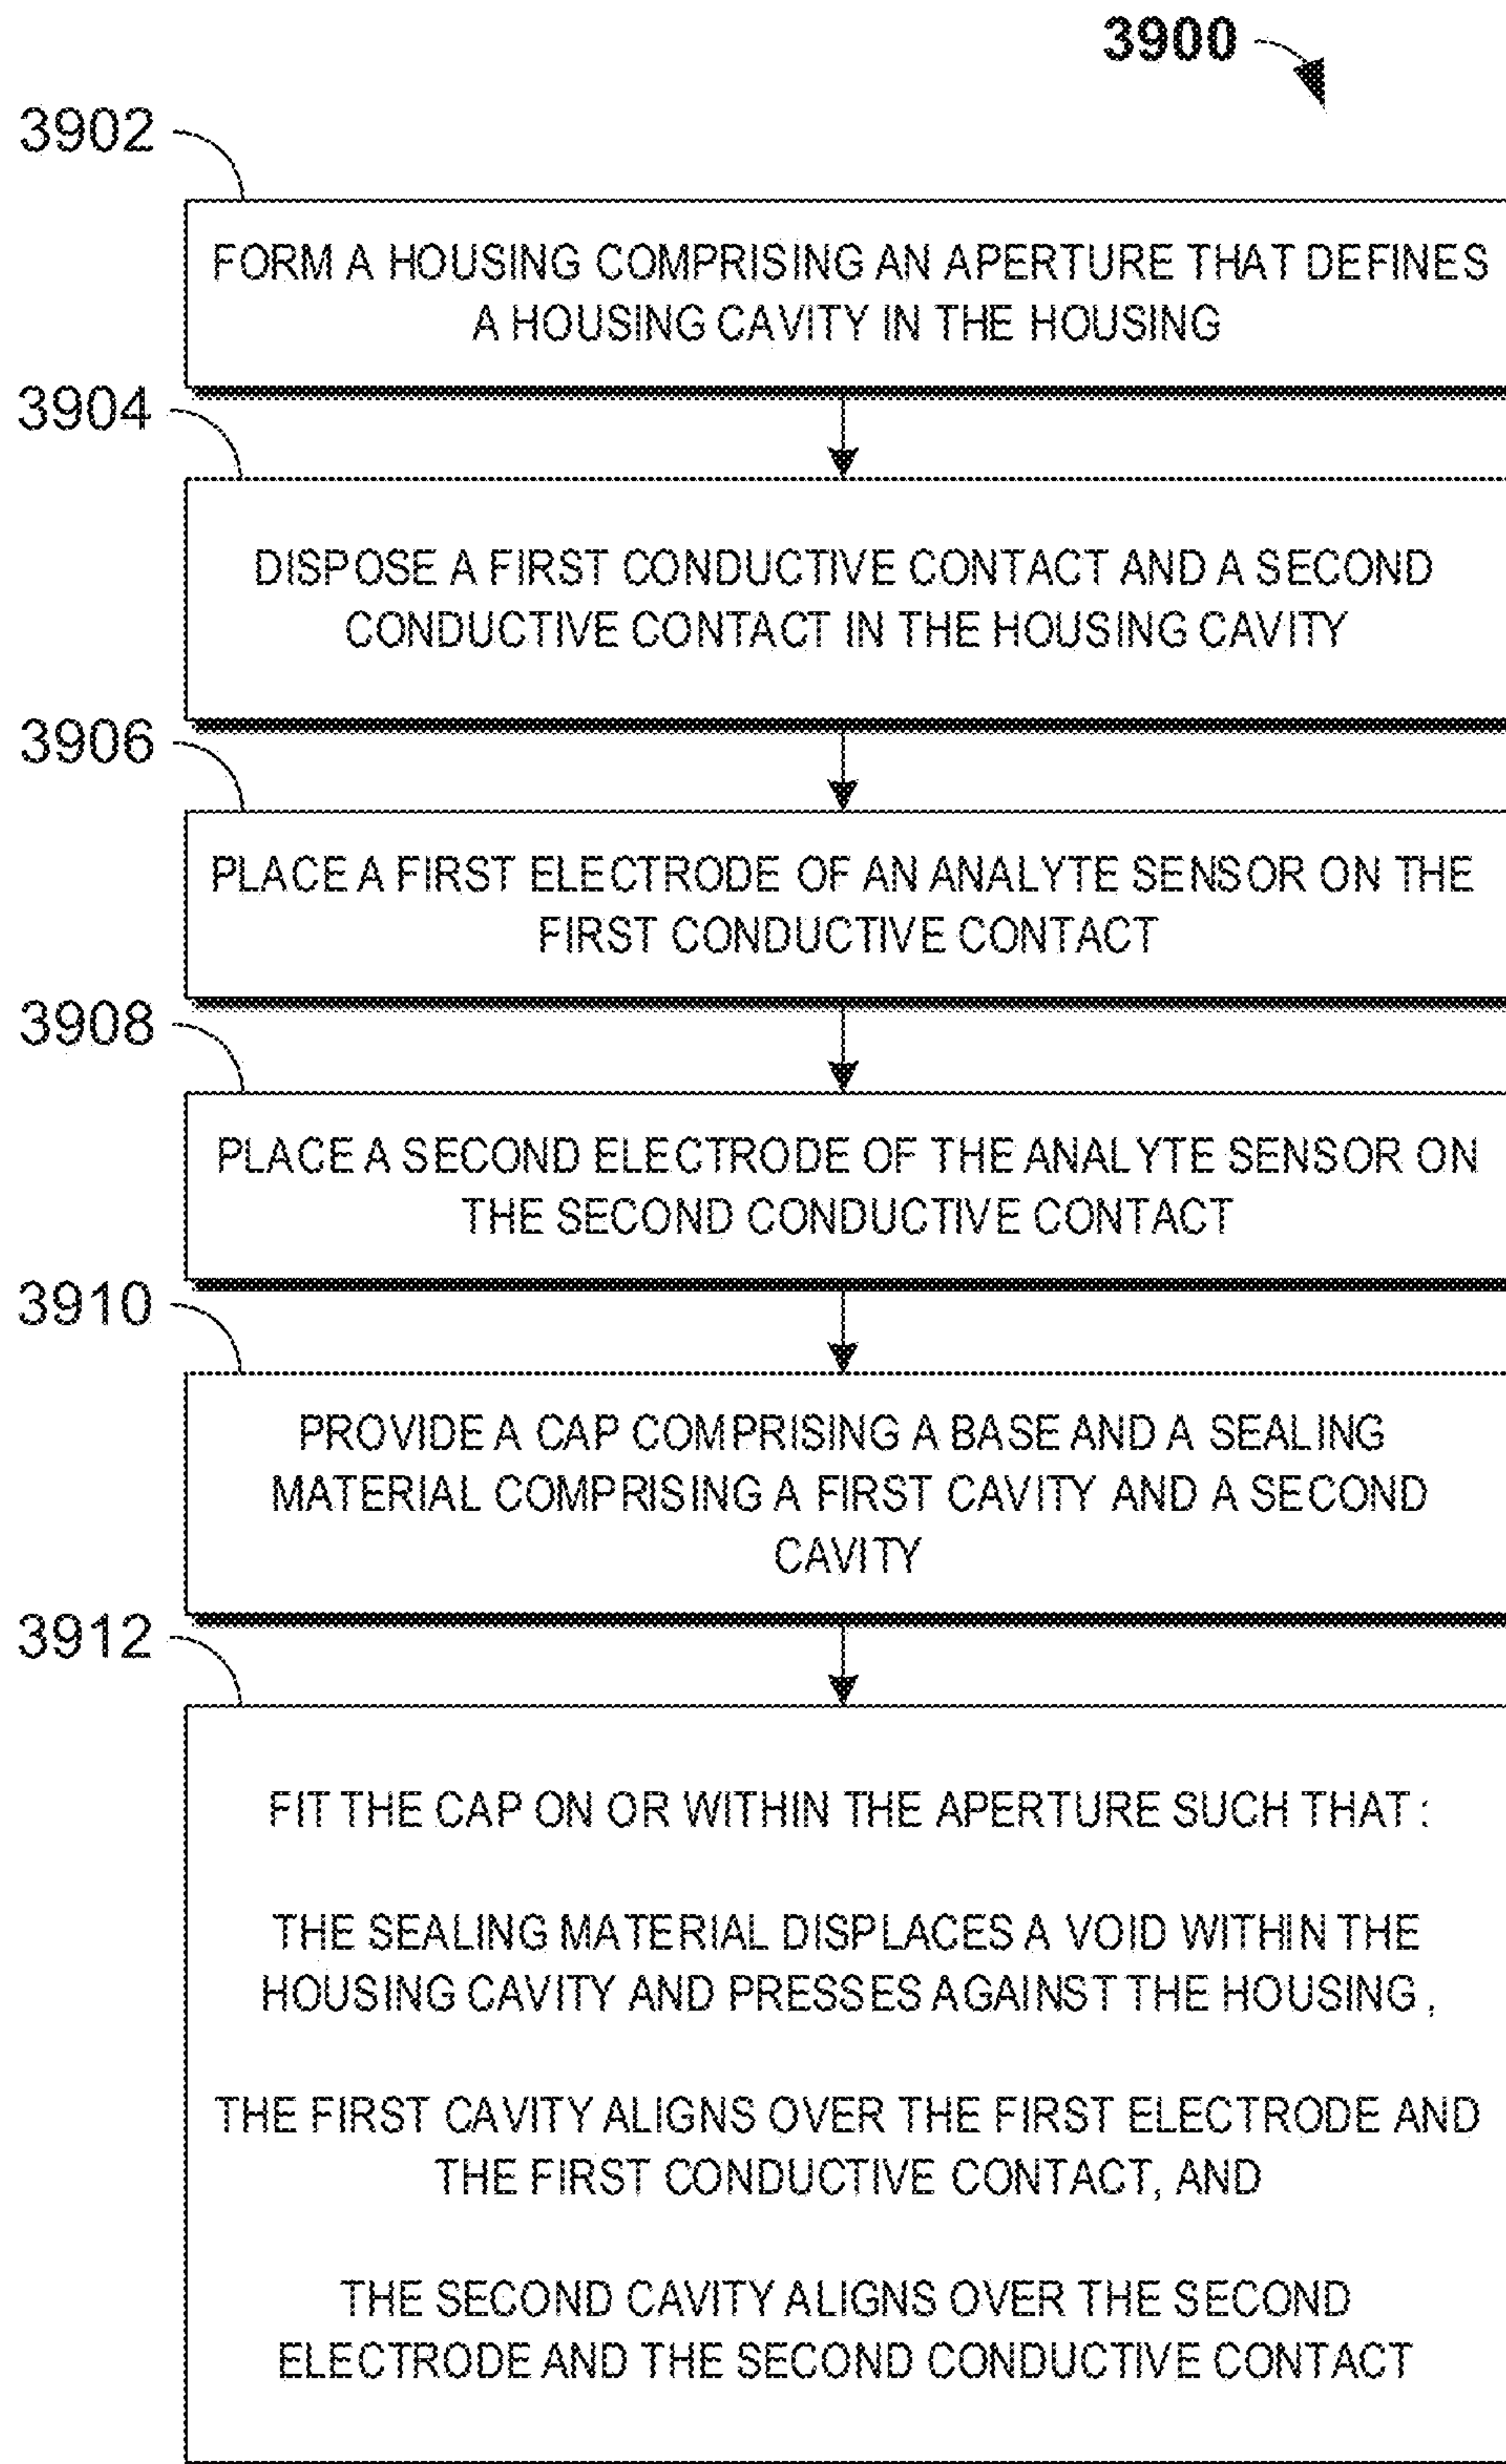 3900
3902
FORM A HOUSING COMPRISING AN APERTURE THAT DEFINES
A HOUSING CAVITY IN THE HOUSING
3904
DISPOSE A FIRST CONDUCTIVE CONTACT AND A SECOND
CONDUCTIVE CONTACT IN THE HOUSING CAVITY
3906
PLACE A FIRST ELECTRODE OF AN ANALYTE SENSOR ON THE
FIRST CONDUCTIVE CONTACT
3908
PLACE A SECOND ELECTRODE OF THE ANALYTE SENSOR ON
THE SECOND CONDUCTIVE CONTACT
3910
PROVIDE A CAP COMPRISING A BASE AND A SEALING
MATERIAL COMPRISING A FIRST CAVITY AND A SECOND
CAVITY
3912
FIT THE CAP ON OR WITHIN THE APERTURE SUCH THAT:
THE SEALING MATERIAL DISPLACES A VOID WITHIN THE
HOUSING CAVITY AND PRESSES AGAINST THE HOUSING,
THE FIRST CAVITY ALIGNS OVER THE FIRST ELECTRODE AND
THE FIRST CONDUCTIVE CONTACT, AND
THE SECOND CAVITY ALIGNS OVER THE SECOND
ELECTRODE AND THE SECOND CONDUCTIVE CONTACT